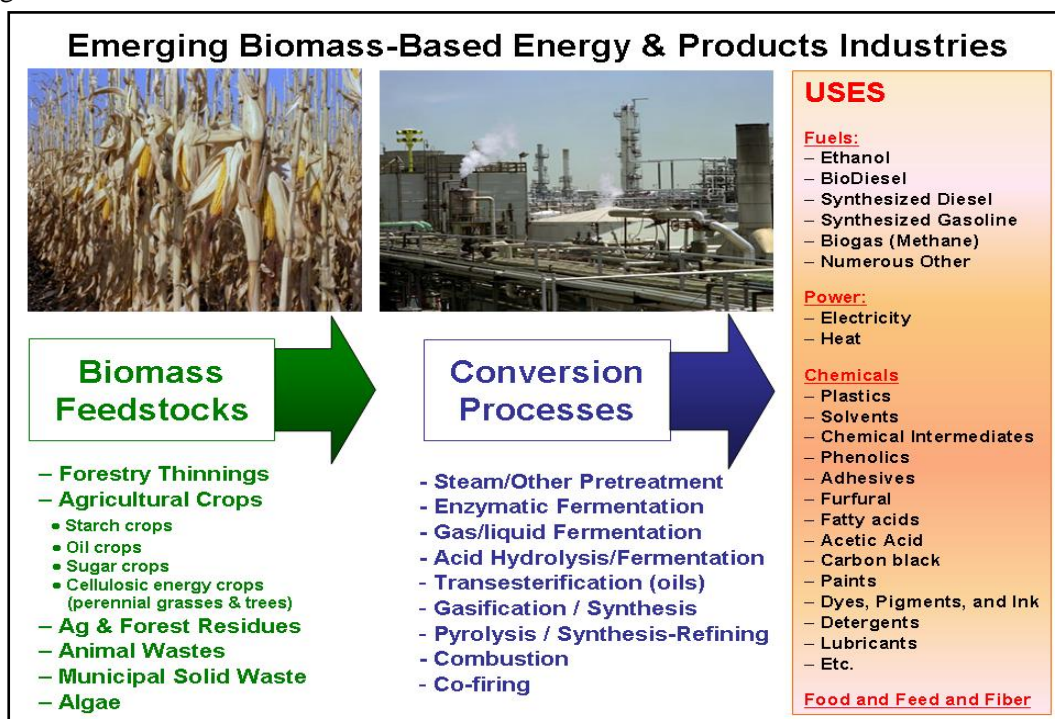 Emerging Biomass-Based Energy & Products Industries
Biomass
Feedstocks
– Forestry Thinnings
– Agricultural Crops
• Starch crops
• Oil crops
• Sugar crops
• Cellulosic energy crops
(perennial grasses & trees)
– Ag & Forest Residues
– Animal Wastes
– Municipal Solid Waste
– Algae
Conversion
Processes
- Steam/Other Pretreatment
- Enzymatic Fermentation
- Gas/liquid Fermentation
- Acid Hydrolysis/Fermentation
- Transesterification (oils)
- Gasification / Synthesis
- Pyrolysis / Synthesis-Refining
- Combustion
- Co-firing
USES
Fuels:
– Ethanol
– BioDiesel
– Synthesized Diesel
– Synthesized Gasoline
– Biogas (Methane)
– Numerous Other
Power:
– Electricity
– Heat
Chemicals
– Plastics
– Solvents
– Chemical Intermediates
– Phenolics
– Adhesives
– Furfural
– Fatty acids
– Acetic Acid
– Carbon black
– Paints
– Dyes, Pigments, and Ink
– Detergents
– Lubricants
– Etc.
Food and Feed and Fiber